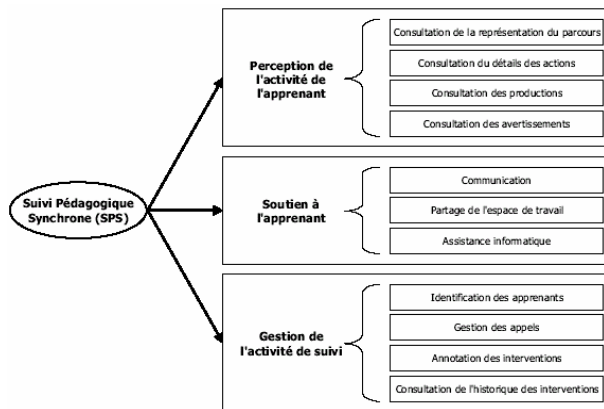 Suivi Pédagogique
Synchrone (SPS)
Perception de
l'activité de
l'apprenant
Consultation de la représentation du parcours
Consultation du détails des actions
Consultation des productions
Consultation des avertissements
Soutien à
l'apprenant
Communication
Partage de l'espace de travail
Assistance informatique
Gestion de
l'activité de suivi
Identification des apprenants
Gestion des appels
Annotation des interventions
Consultation de l'historique des interventions